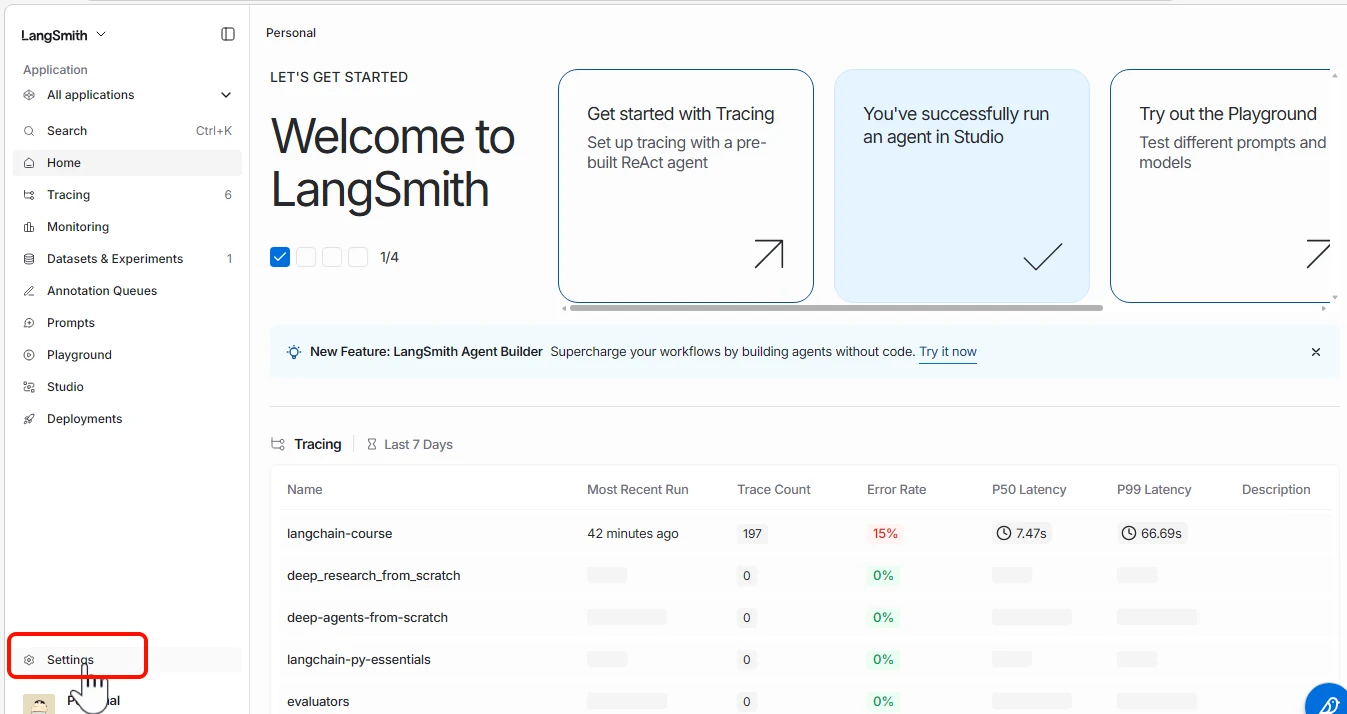 LangSmith
Application
All applications
Search Ctrl+K
Home
Tracing 6
Monitoring
Datasets & Experiments 1
Annotation Queues
Prompts
Playground
Studio
Deployments
Settings
Personal
LET'S GET STARTED
Welcome to
LangSmith
1/4
Get started with Tracing
Set up tracing with a pre-
built ReAct agent
You've successfully run
an agent in Studio
Try out the Playground
Test different prompts and
models
New Feature: LangSmith Agent Builder Supercharge your workflows by building agents without code. Try it now
Tracing Last 7 Days
Name Most Recent Run Trace Count Error Rate P50 Latency P99 Latency Description
langchain-course 42 minutes ago 197 15% 7.47s 66.69s
deep_research_from_scratch 0 0%
deep-agents-from-scratch 0 0%
langchain-py-essentials 0 0%
evaluators 0 0%